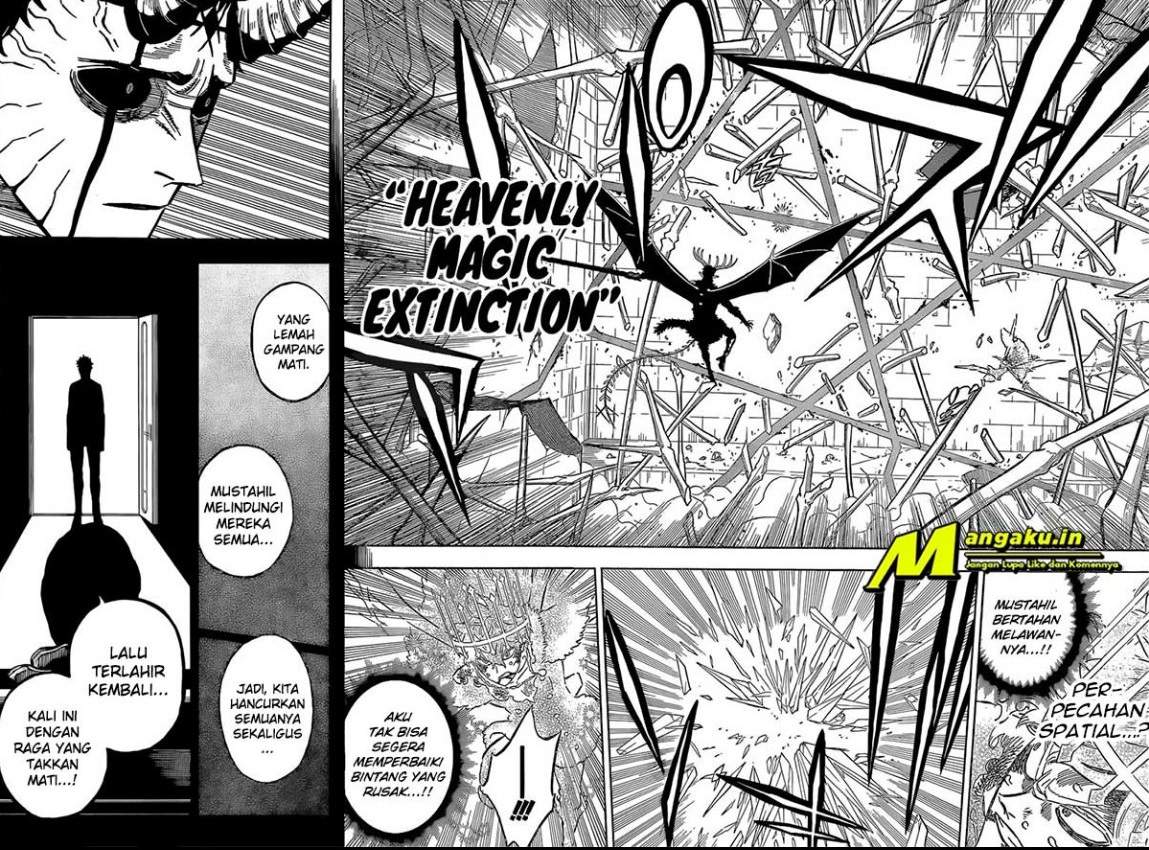 "HEAVENLY
MAGIC
EXTINCTION"
Mangaku.in
Jangan Lupa Like dan Komennya
PER-
PECAHAN
SPATIAL...?
MUSTAHIL
BERTAHAN
MELAWAN-
NYA...!!
!!!
AKU
TAK BISA
SEGERA
MEMPERBAIKI
BINTANG YANG
RUSAK...!!
YANG
LEMAH
GAMPANG
MATI.
MUSTAHIL
MELINDUNGI
MEREKA
SEMUA...
JADI, KITA
HANCURKAN
SEMUANYA
SEKALIGUS
...
LALU
TERLAHIR
KEMBALI...
KALI INI
DENGAN
RAGA YANG
TAKKAN
MATI...!